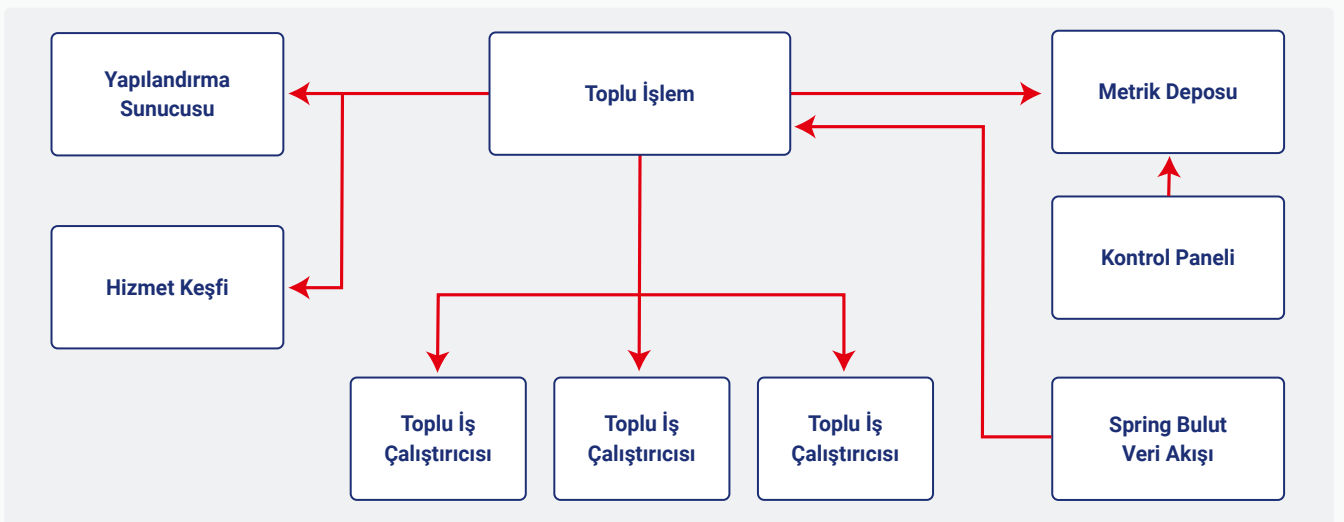 Yapılandırma
Sunucusu
Toplu İşlem
Metrik Deposu
Hizmet Keşfi
Kontrol Paneli
Toplu İş
Çalıştırıcısı
Toplu İş
Çalıştırıcısı
Toplu İş
Çalıştırıcısı
Spring Bulut
Veri Akışı